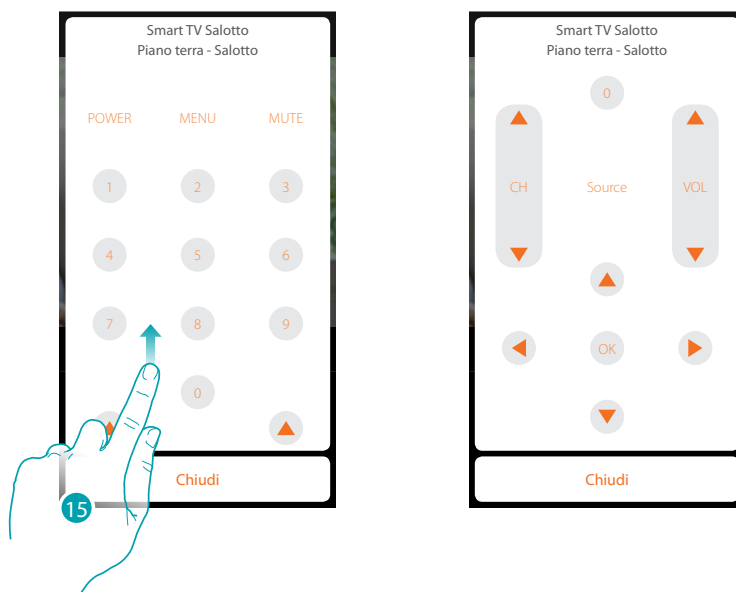 Smart TV Salotto
Piano terra - Salotto
POWER MENU MUTE
1 2 3
4 5 6
7 8 9
0
Chiudi
15
Smart TV Salotto
Piano terra - Salotto
0
CH Source VOL
OK
Chiudi